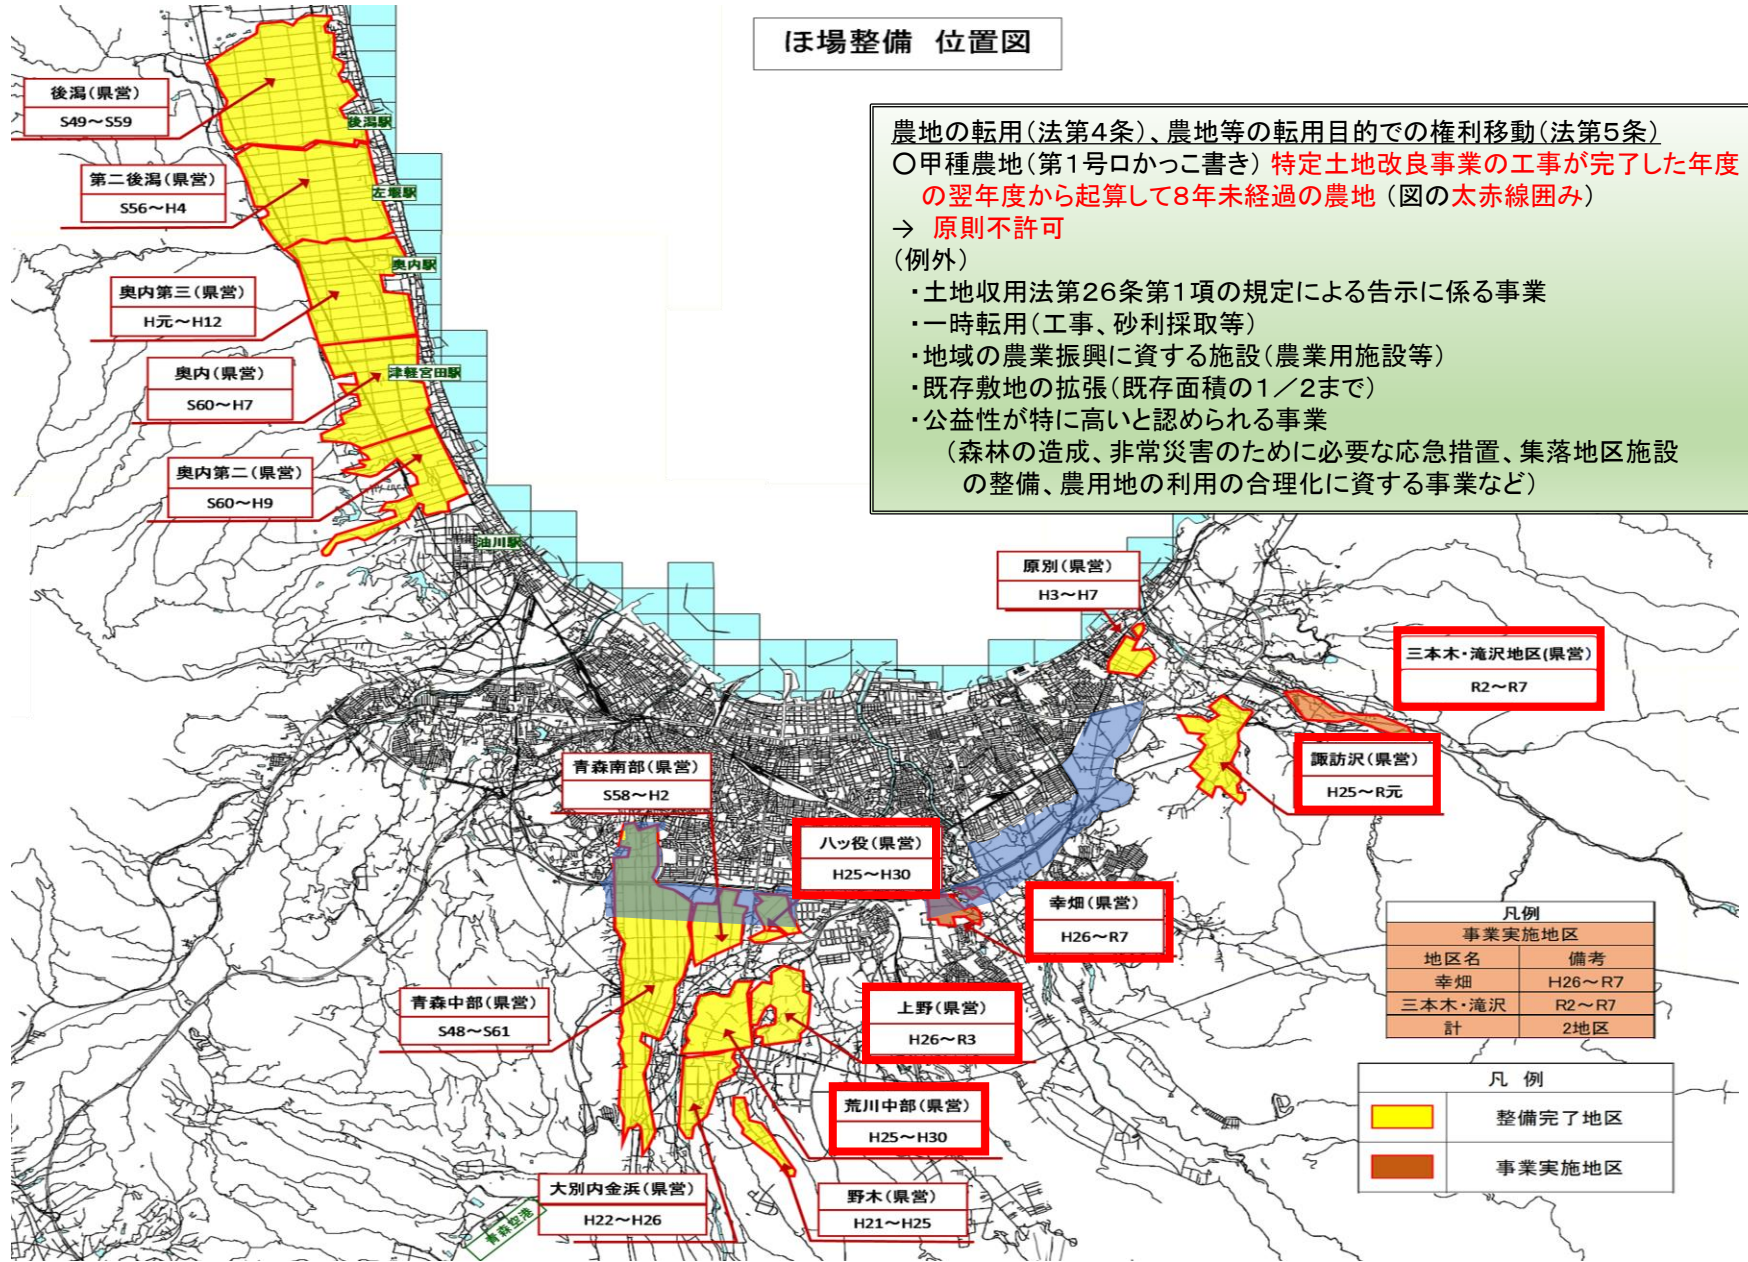 ほ場整備 位置図
農地の転用(法第4条)、農地等の転用目的での権利移動(法第5条)
〇甲種農地(第1号ロかっこ書き) 特定土地改良事業の工事が完了した年度
の翌年度から起算して8年未経過の農地 (図の太赤線囲み)
→ 原則不許可
(例外)
・土地収用法第26条第1項の規定による告示に係る事業
・一時転用(工事、砂利採取等)
・地域の農業振興に資する施設(農業用施設等)
・既存敷地の拡張(既存面積の1/2まで)
・公益性が特に高いと認められる事業
(森林の造成、非常災害のために必要な応急措置、集落地区施設
の整備、農用地の利用の合理化に資する事業など)
後潟(県営)
S49～S59
後潟駅
第二後潟(県営)
S56～H4
左堰駅
奥内駅
奥内第三(県営)
H元～H12
奥内(県営)
S60～H7
津軽宮田駅
奥内第二(県営)
S60～H9
油川駅
原別(県営)
H3～H7
三本木・滝沢地区(県営)
R2～R7
諏訪沢(県営)
H25～R元
青森南部(県営)
S58～H2
八ッ役(県営)
H25～H30
幸畑(県営)
H26～R7
青森中部(県営)
S48～S61
上野(県営)
H26～R3
荒川中部(県営)
H25～H30
大別内金浜(県営)
H22～H26
野木(県営)
H21～H25
青森空港
凡例
事業実施地区
地区名 備考
幸畑 H26～R7
三本木・滝沢 R2～R7
計 2地区
凡 例
整備完了地区
事業実施地区